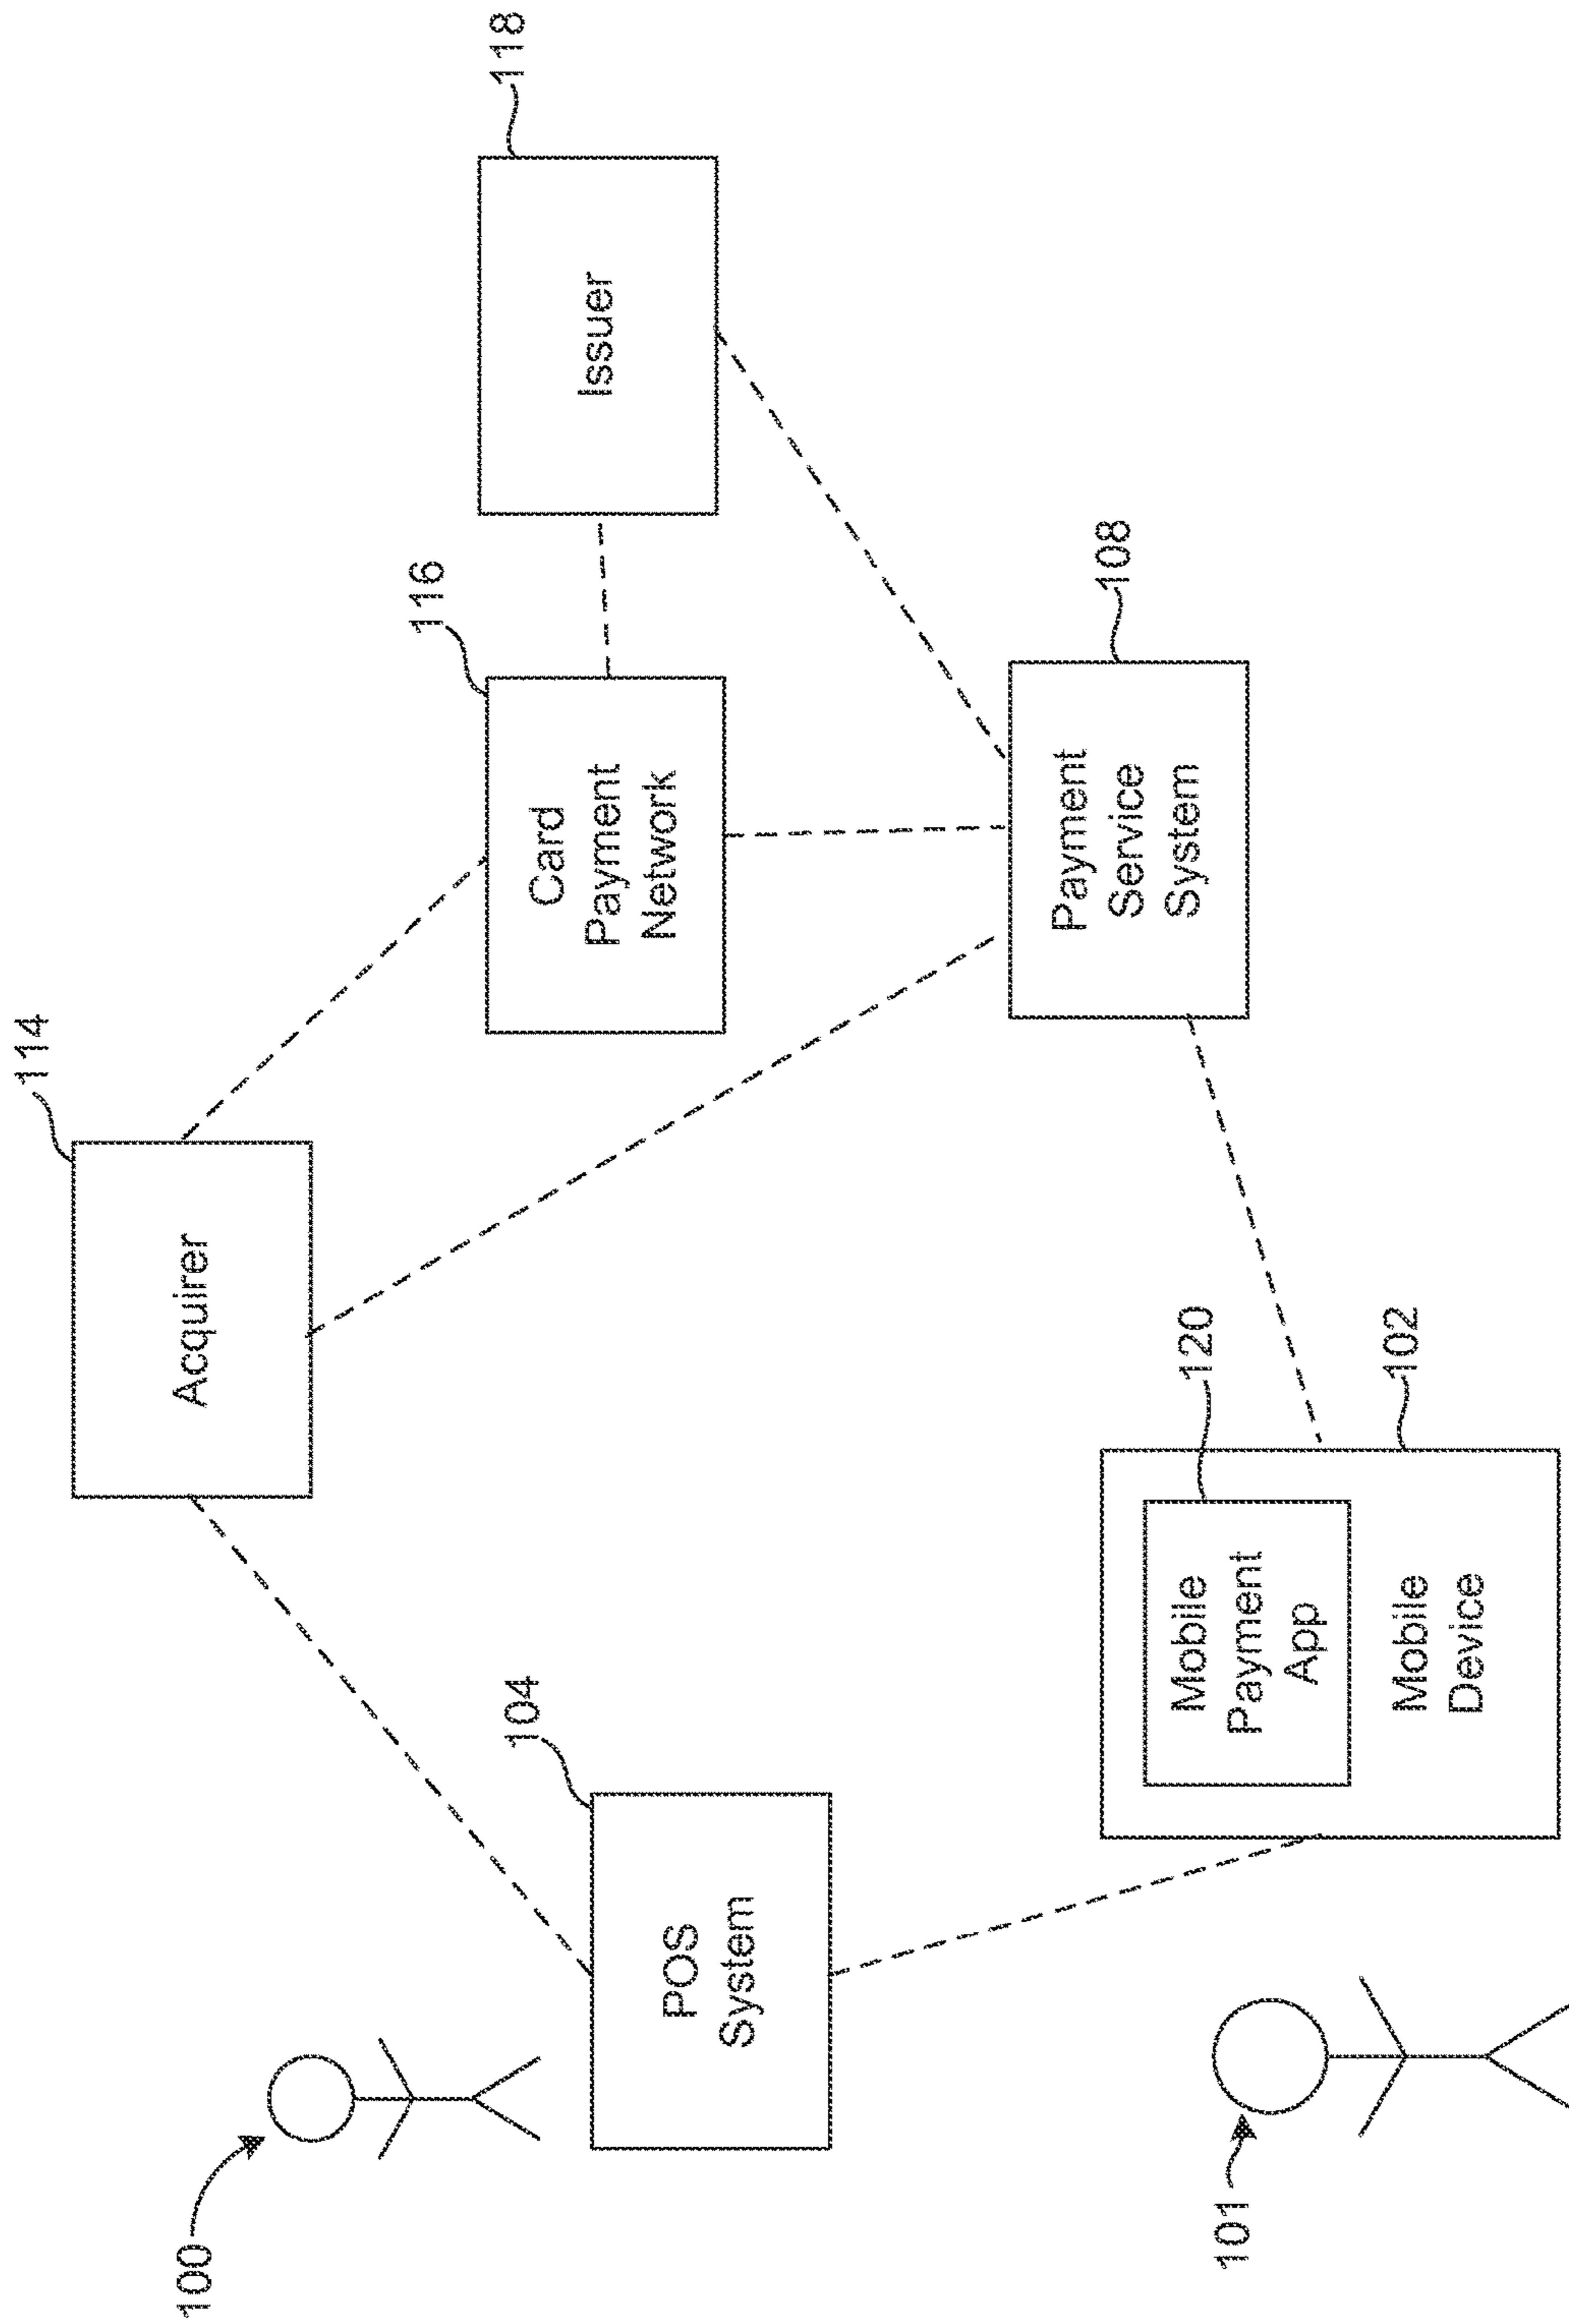 100
101
POS
System
104
Mobile
Payment
App
120
Mobile
Device
102
Acquirer
114
Card
Payment
Network
116
Payment
Service
System
108
Issuer
118